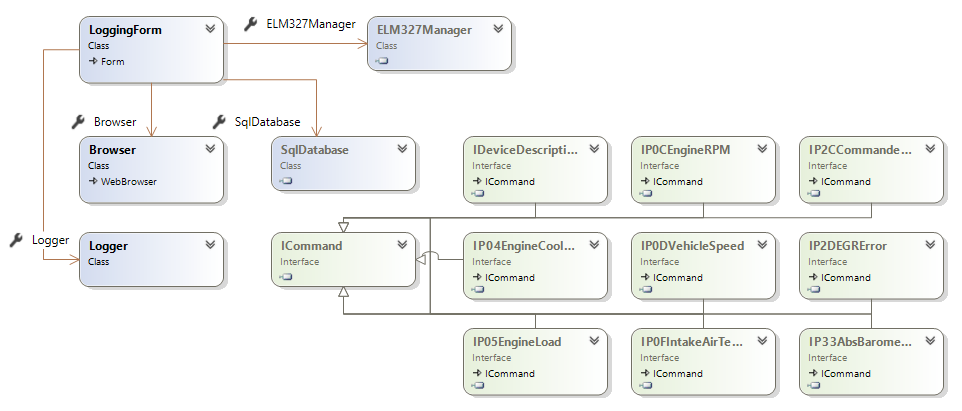 LoggingForm
Class
Form
ELM327Manager
ELM327Manager
Class
Browser
SqlDatabase
Browser
Class
WebBrowser
SqlDatabase
Class
IDeviceDescripti...
Interface
ICommand
IP0CEngineRPM
Interface
ICommand
IP2CCommande...
Interface
ICommand
Logger
Logger
Class
ICommand
Interface
IP04EngineCool...
Interface
ICommand
IP0DVehicleSpeed
Interface
ICommand
IP2DEGRError
Interface
ICommand
IP05EngineLoad
Interface
ICommand
IP0FIntakeAirTe...
Interface
ICommand
IP33AbsBarome...
Interface
ICommand